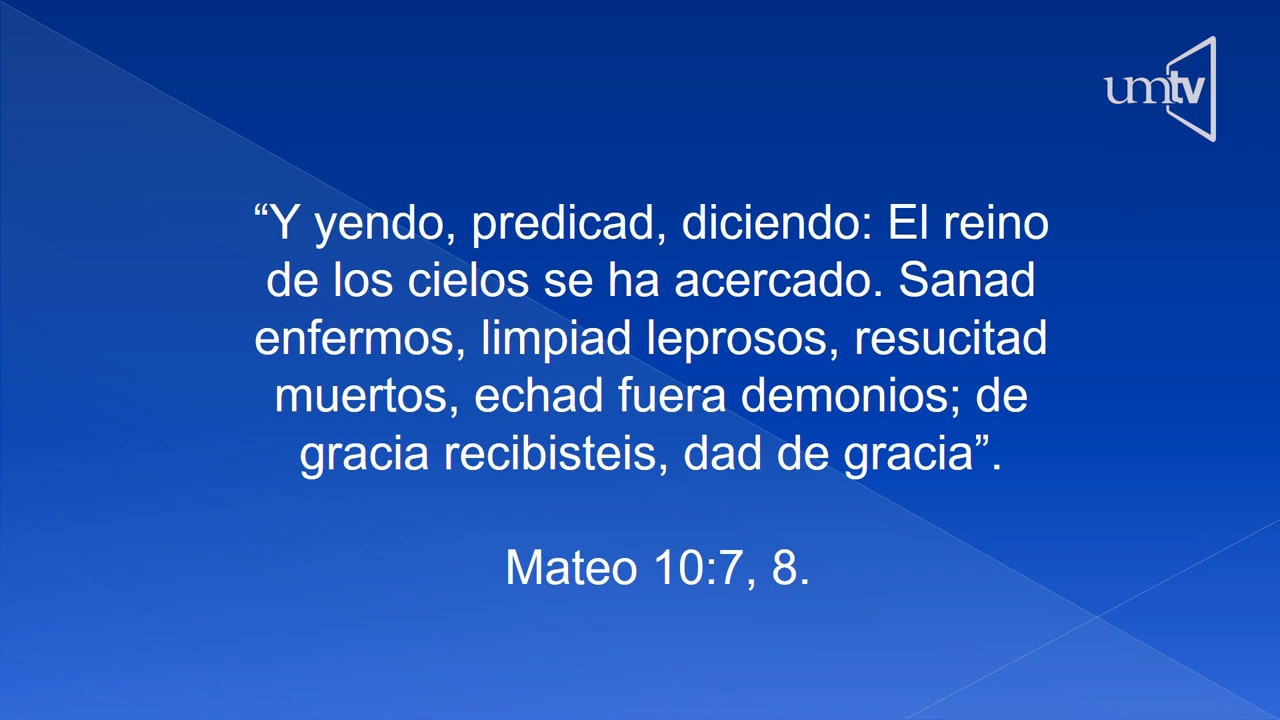 umtv
“Y yendo, predicad, diciendo: El reino
de los cielos se ha acercado. Sanad
enfermos, limpiad leprosos, resucitad
muertos, echad fuera demonios; de
gracia recibisteis, dad de gracia”.
Mateo 10:7, 8.